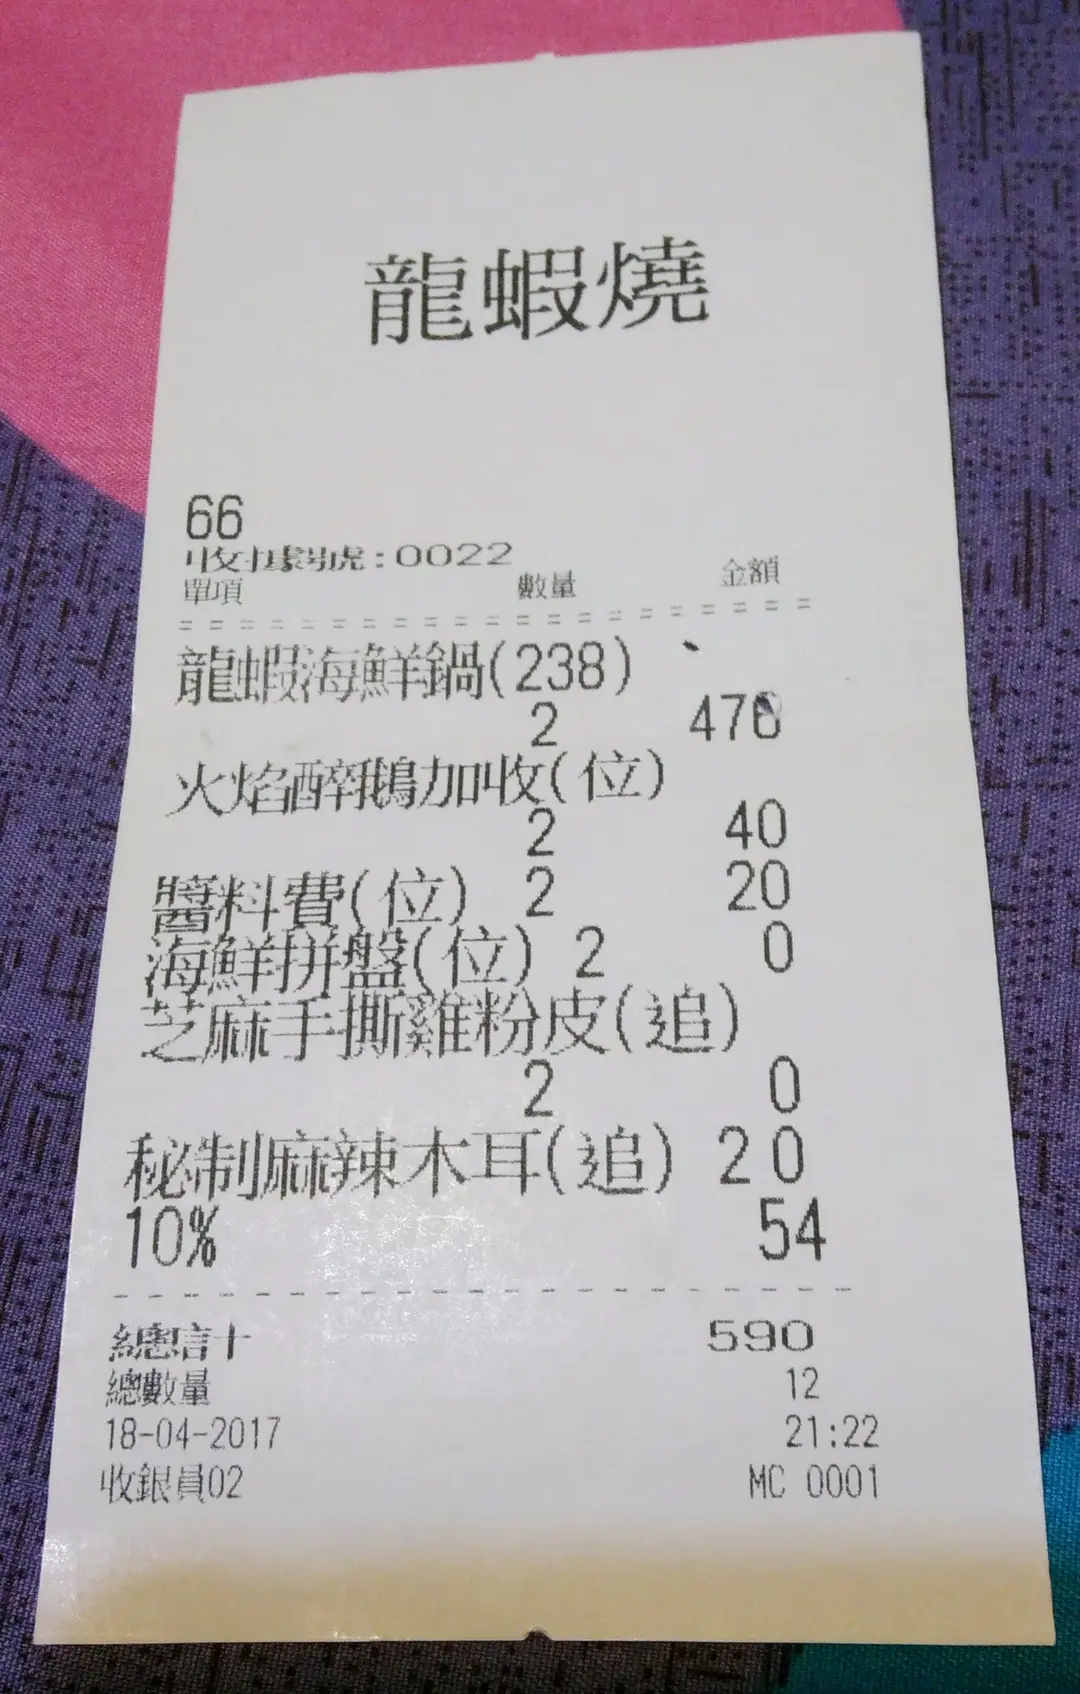 龍蝦燒
66
收據號:0022
單項 數量 金額
================
龍蝦海鮮鍋(238)
2 476
火焰醉鵝加收(位)
2 40
醬料費(位) 2 20
海鮮拼盤(位) 2 0
芝麻手撕雞粉皮(追)
2 0
秘制麻辣木耳(追) 2 0
10% 54
----------------
總計 590
總數量 12
18-04-2017 21:22
收銀員02 MC 0001